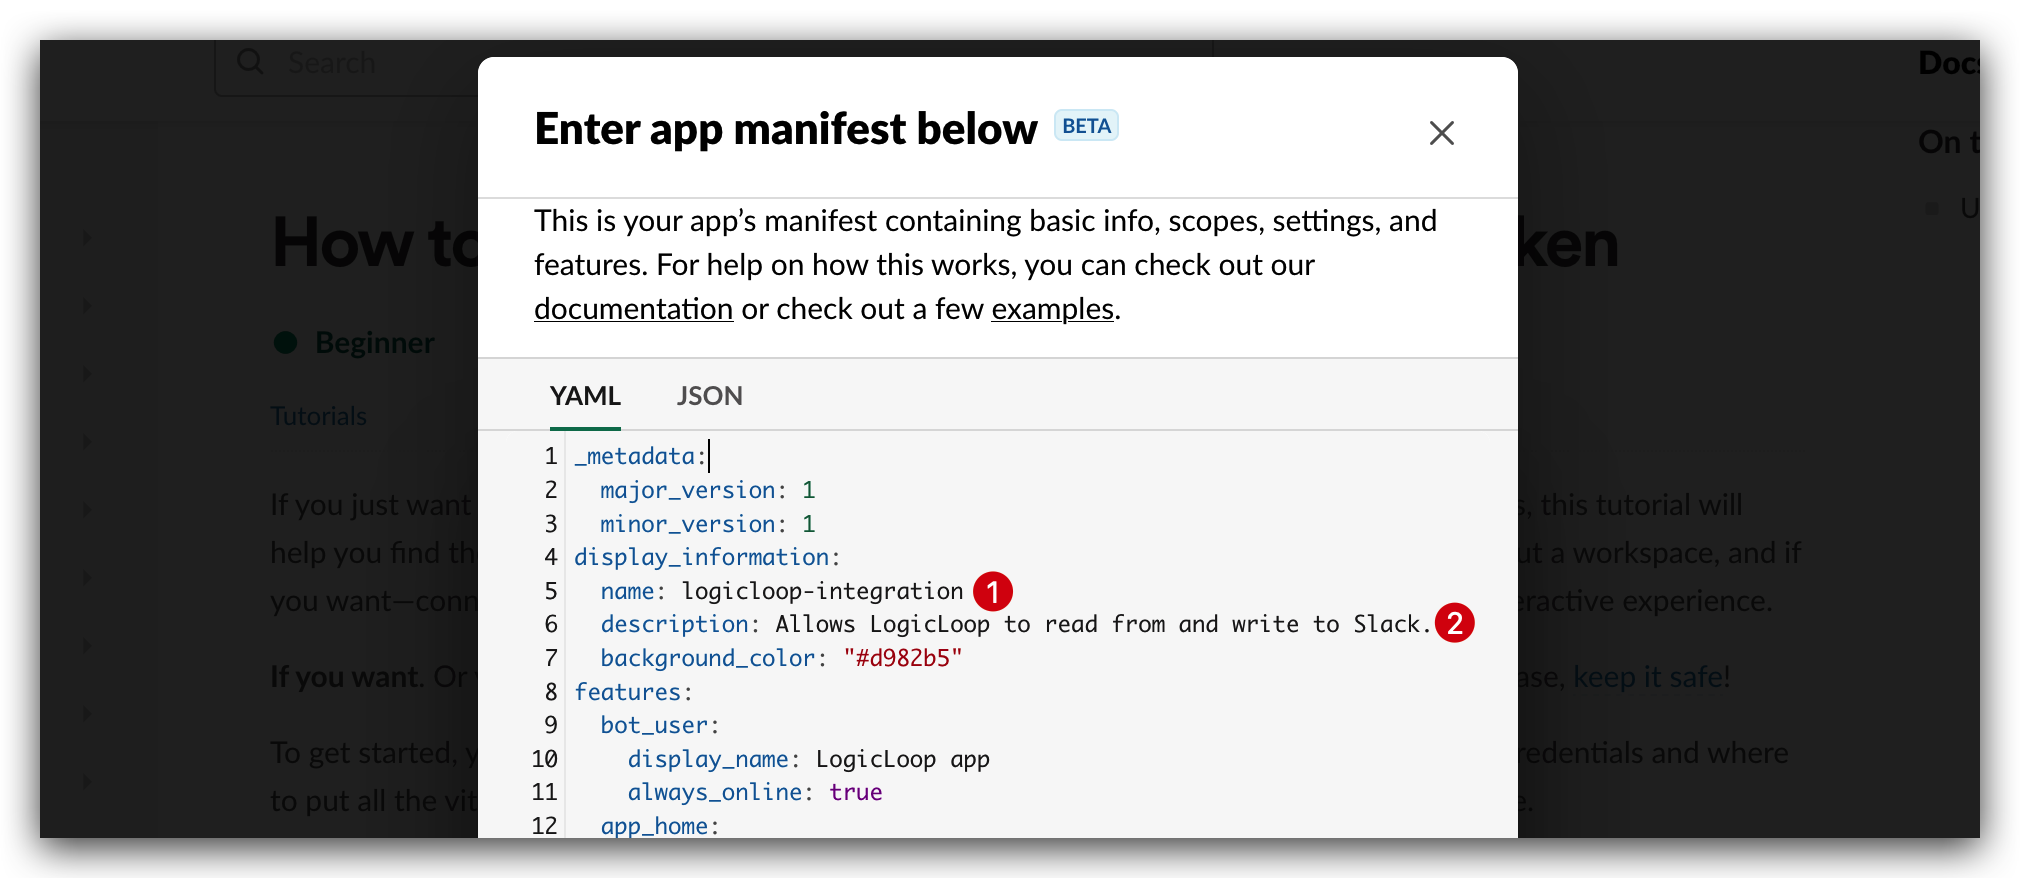 Search
Docs
Enter app manifest below BETA
On t
This is your app’s manifest containing basic info, scopes, settings, and
features. For help on how this works, you can check out our
documentation or check out a few examples.
U
How to
ken
Beginner
Tutorials
YAML JSON
1 _metadata:
2 major_version: 1
3 minor_version: 1
4 display_information:
5 name: logicloop-integration 1
6 description: Allows LogicLoop to read from and write to Slack. 2
7 background_color: "#d982b5"
8 features:
9 bot_user:
10 display_name: LogicLoop app
11 always_online: true
12 app_home:
If you just want
help you find th
you want—conn
If you want. Or
To get started, y
to put all the vit
s, this tutorial will
ut a workspace, and if
eractive experience.
ase, keep it safe!
redentials and where
e.